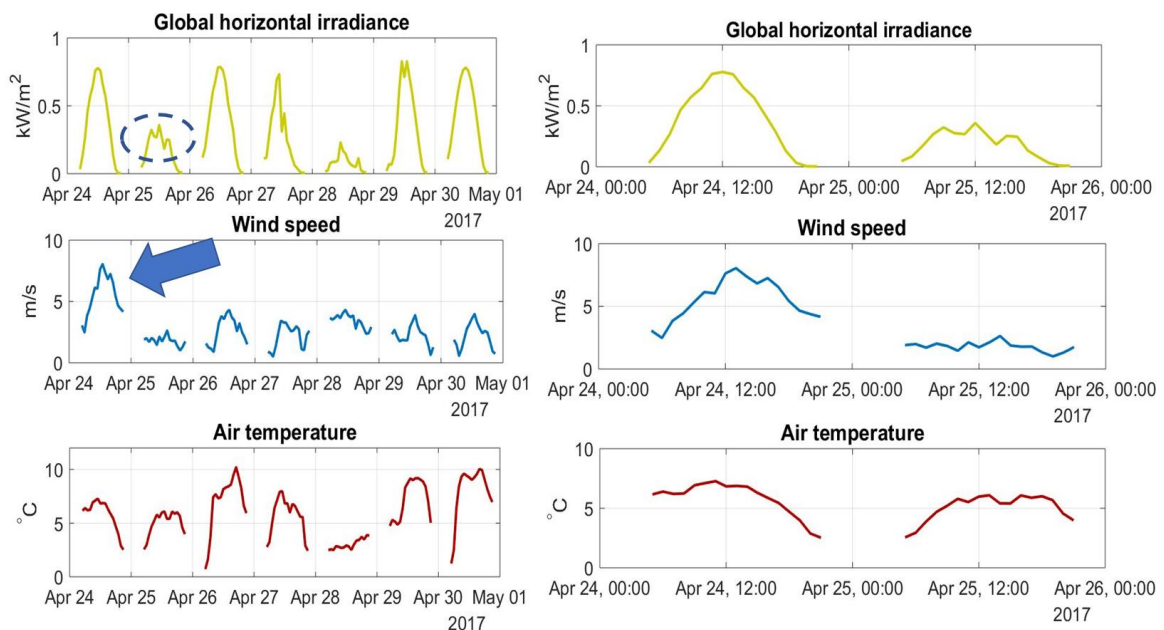 Global horizontal irradiance
1
0.5
0
kW/m2
Apr 24 Apr 25 Apr 26 Apr 27 Apr 28 Apr 29 Apr 30 May 01
2017
Wind speed
10
5
0
m/s
Apr 24 Apr 25 Apr 26 Apr 27 Apr 28 Apr 29 Apr 30 May 01
2017
Air temperature
10
5
0
°C
Apr 24 Apr 25 Apr 26 Apr 27 Apr 28 Apr 29 Apr 30 May 01
2017
Global horizontal irradiance
1
0.5
0
kW/m2
Apr 24, 00:00 Apr 24, 12:00 Apr 25, 00:00 Apr 25, 12:00 Apr 26, 00:00
2017
Wind speed
10
5
0
m/s
Apr 24, 00:00 Apr 24, 12:00 Apr 25, 00:00 Apr 25, 12:00 Apr 26, 00:00
2017
Air temperature
10
5
0
°C
Apr 24, 00:00 Apr 24, 12:00 Apr 25, 00:00 Apr 25, 12:00 Apr 26, 00:00
2017